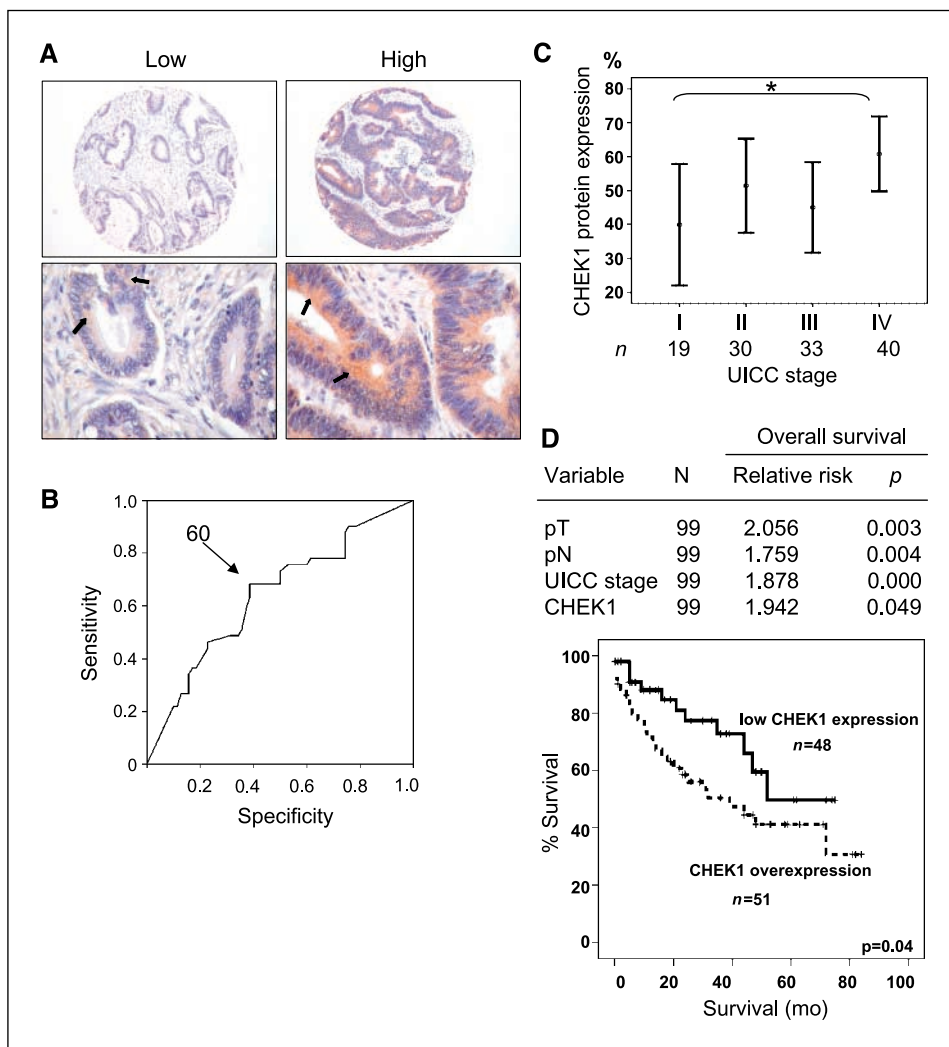 A
Low High
B
1.0
0.8
0.6
0.4
0.2
0
60
Sensitivity
0.2 0.4 0.6 0.8 1.0
Specificity
C
%
80
70
60
50
40
30
20
CHEK1 protein expression
*
I II III IV
n 19 30 33 40
UICC stage
D
Overall survival
Variable N Relative risk p
pT 99 2.056 0.003
pN 99 1.759 0.004
UICC stage 99 1.878 0.000
CHEK1 99 1.942 0.049
100
80
60
40
20
0
% Survival
low CHEK1 expression
n=48
CHEK1 overexpression
n=51
p=0.04
0 20 40 60 80 100
Survival (mo)